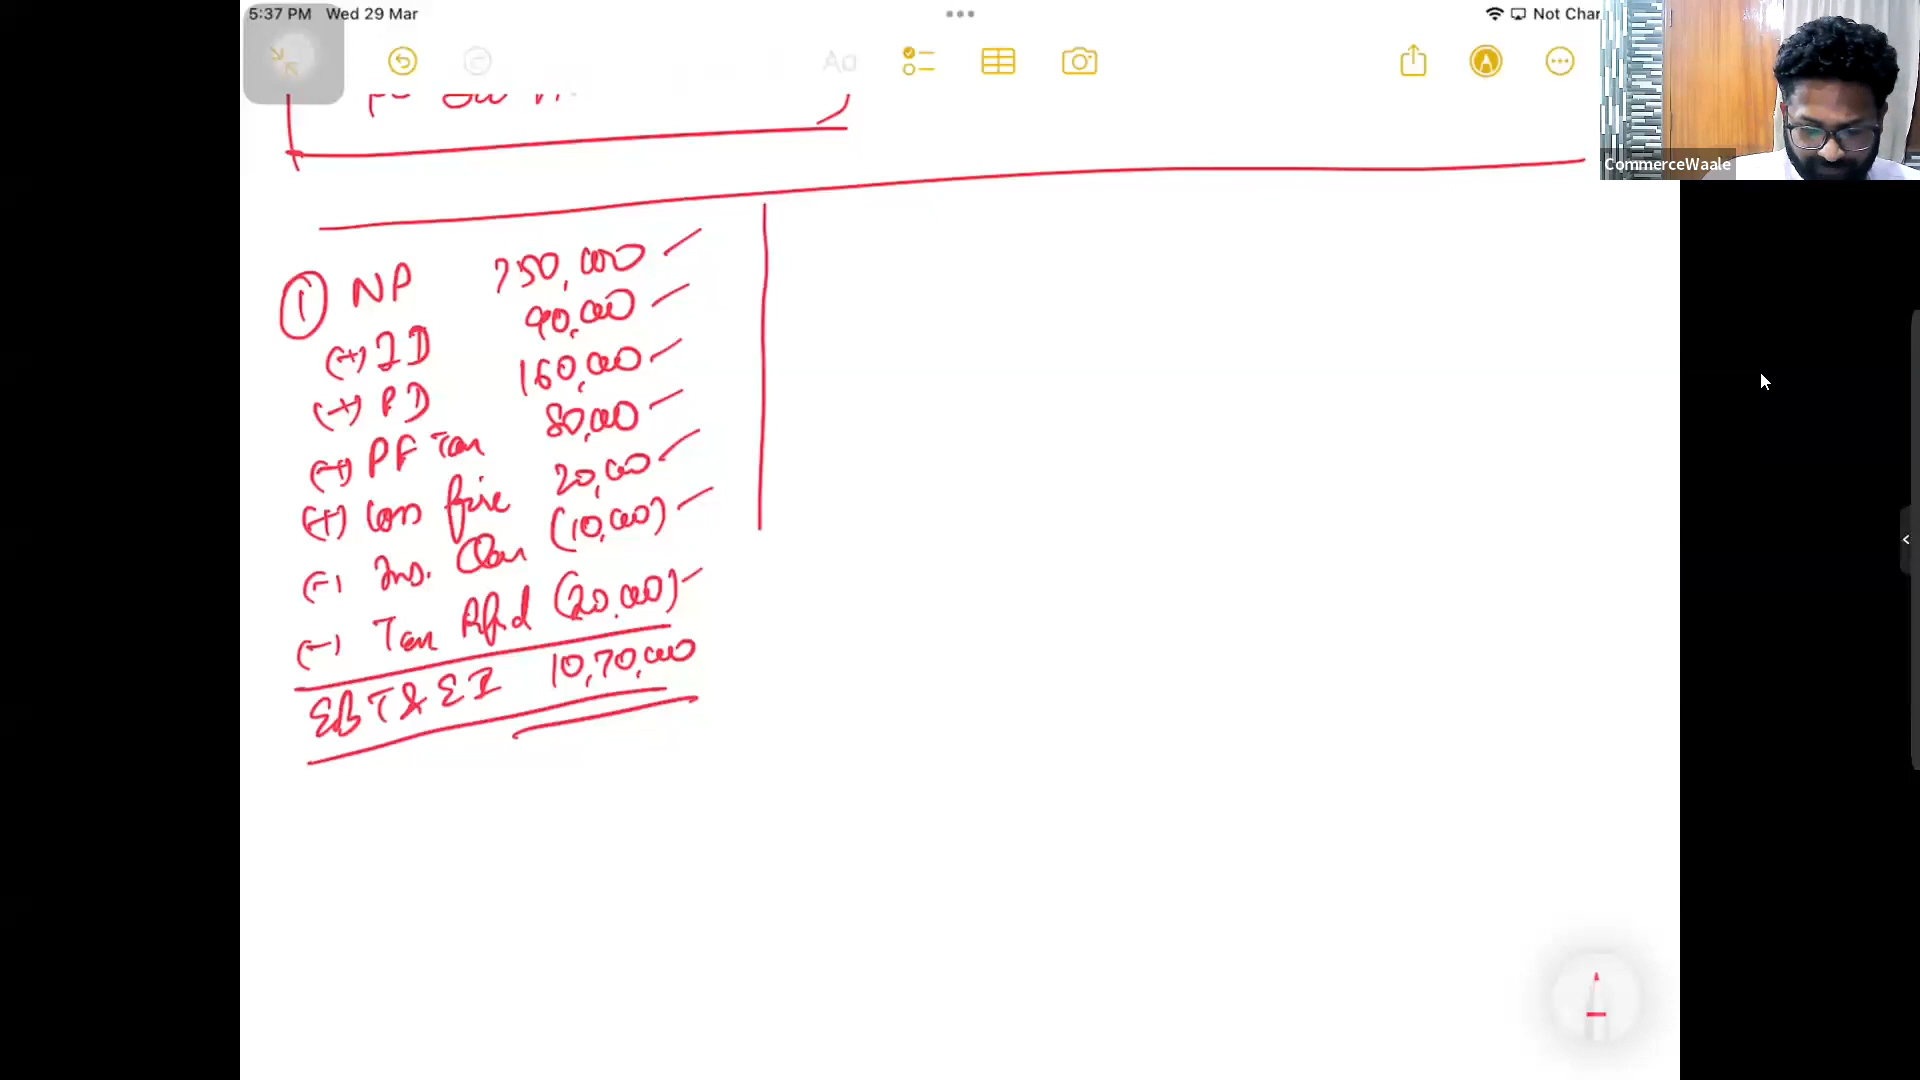 5:37 PM Wed 29 Mar
Not Char
Aa
CommerceWaale
① NP 750,000
(+) ID 90,000
(+) PD 160,000
(+) PF Tax 80,000
(+) Loss fire 20,000
(-) Ins. Claim (10,000)
(-) Tax Rfnd (20,000)
EBT & EI 10,70,000